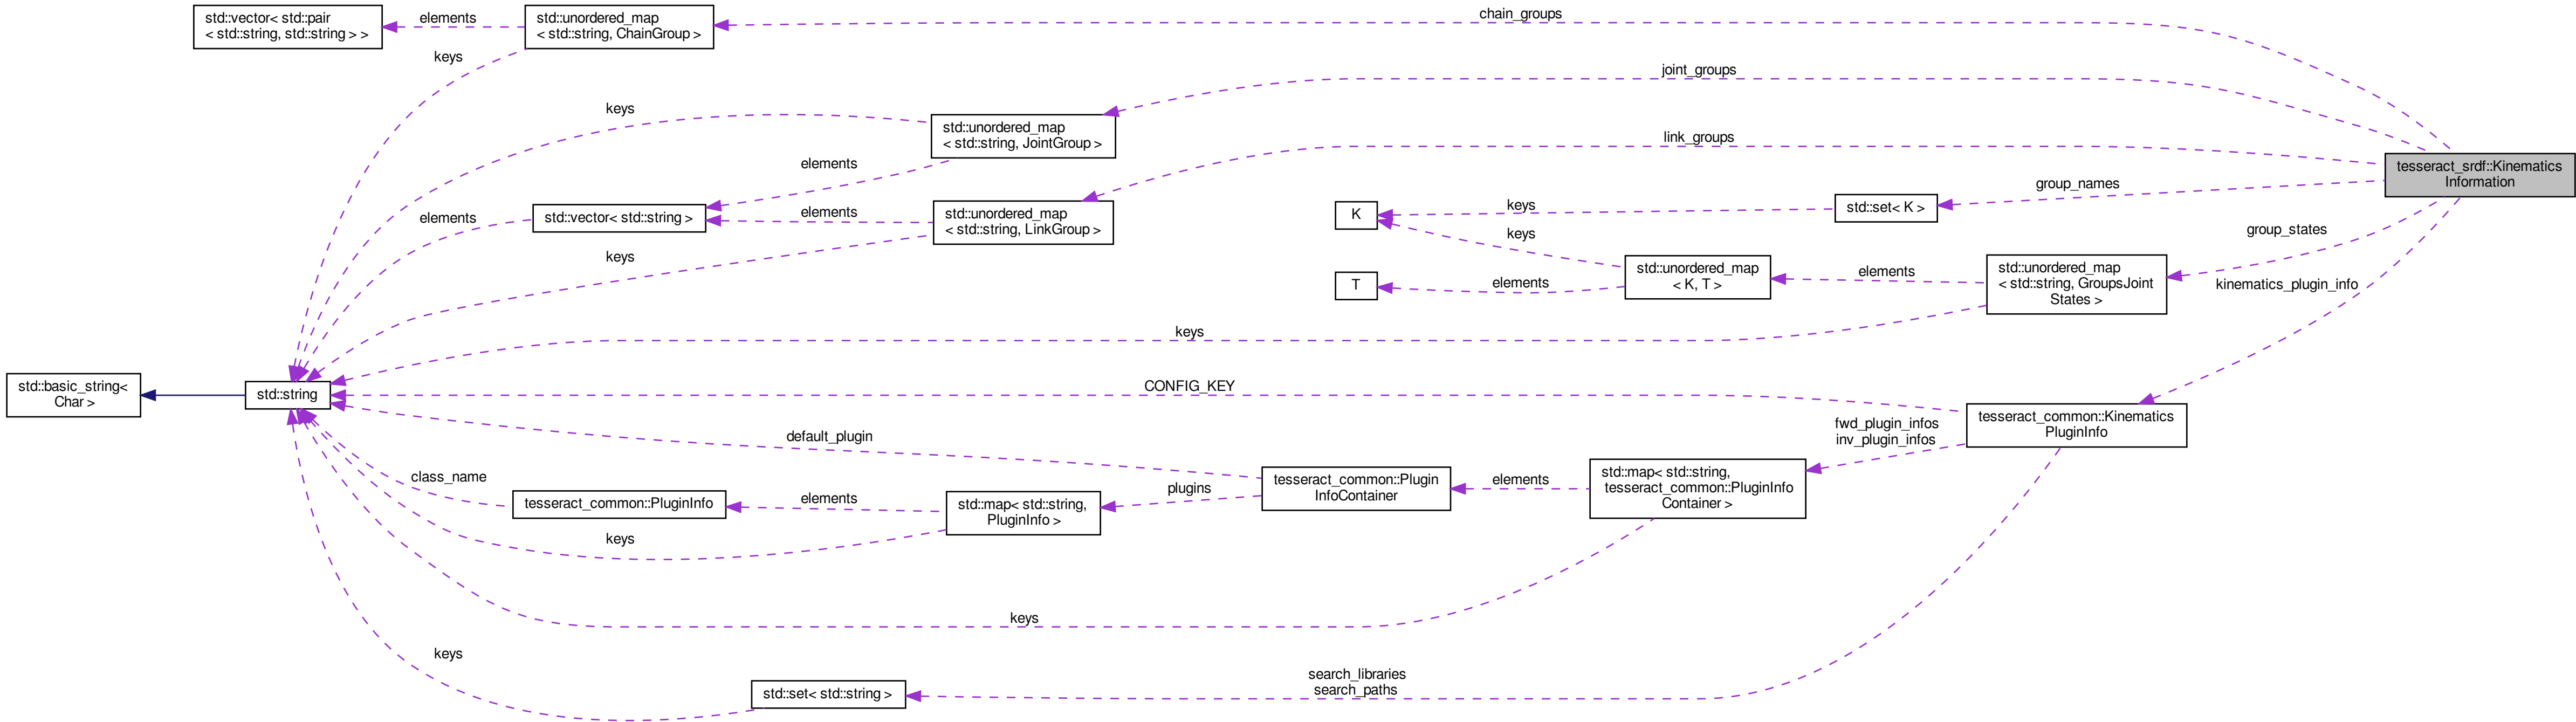 std::vector< std::pair
< std::string, std::string > >
elements
std::unordered_map
< std::string, ChainGroup >
chain_groups
keys
joint_groups
keys
std::unordered_map
< std::string, JointGroup >
link_groups
elements
tesseract_srdf::Kinematics
Information
group_names
elements
std::vector< std::string >
elements
std::unordered_map
< std::string, LinkGroup >
K
keys
std::set< K >
keys
keys
group_states
T
elements
std::unordered_map
< K, T >
elements
std::unordered_map
< std::string, GroupsJoint
States >
kinematics_plugin_info
keys
std::basic_string<
Char >
std::string
CONFIG_KEY
tesseract_common::Kinematics
PluginInfo
default_plugin
fwd_plugin_infos
inv_plugin_infos
class_name
tesseract_common::PluginInfo
elements
std::map< std::string,
PluginInfo >
plugins
tesseract_common::Plugin
InfoContainer
elements
std::map< std::string,
tesseract_common::PluginInfo
Container >
keys
keys
keys
std::set< std::string >
search_libraries
search_paths